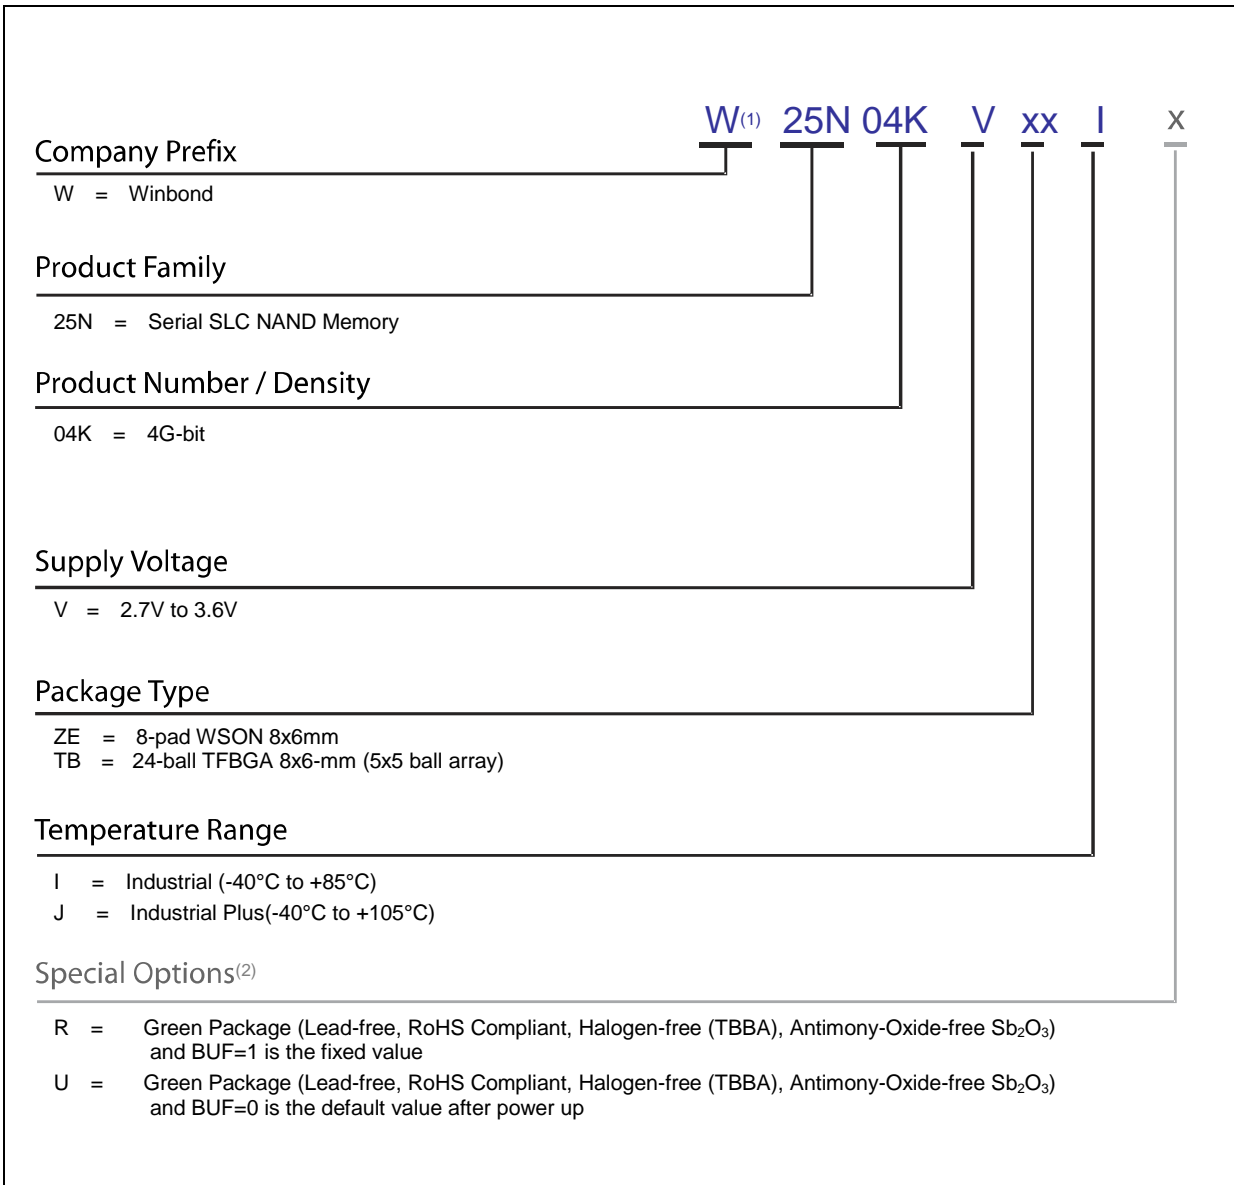 W(1) 25N 04K V xx I x
Company Prefix
W = Winbond
Product Family
25N = Serial SLC NAND Memory
Product Number / Density
04K = 4G-bit
Supply Voltage
V = 2.7V to 3.6V
Package Type
ZE = 8-pad WSON 8x6mm
TB = 24-ball TFBGA 8x6-mm (5x5 ball array)
Temperature Range
I = Industrial (-40°C to +85°C)
J = Industrial Plus(-40°C to +105°C)
Special Options(2)
R = Green Package (Lead-free, RoHS Compliant, Halogen-free (TBBA), Antimony-Oxide-free Sb₂O₃)
and BUF=1 is the fixed value
U = Green Package (Lead-free, RoHS Compliant, Halogen-free (TBBA), Antimony-Oxide-free Sb₂O₃)
and BUF=0 is the default value after power up